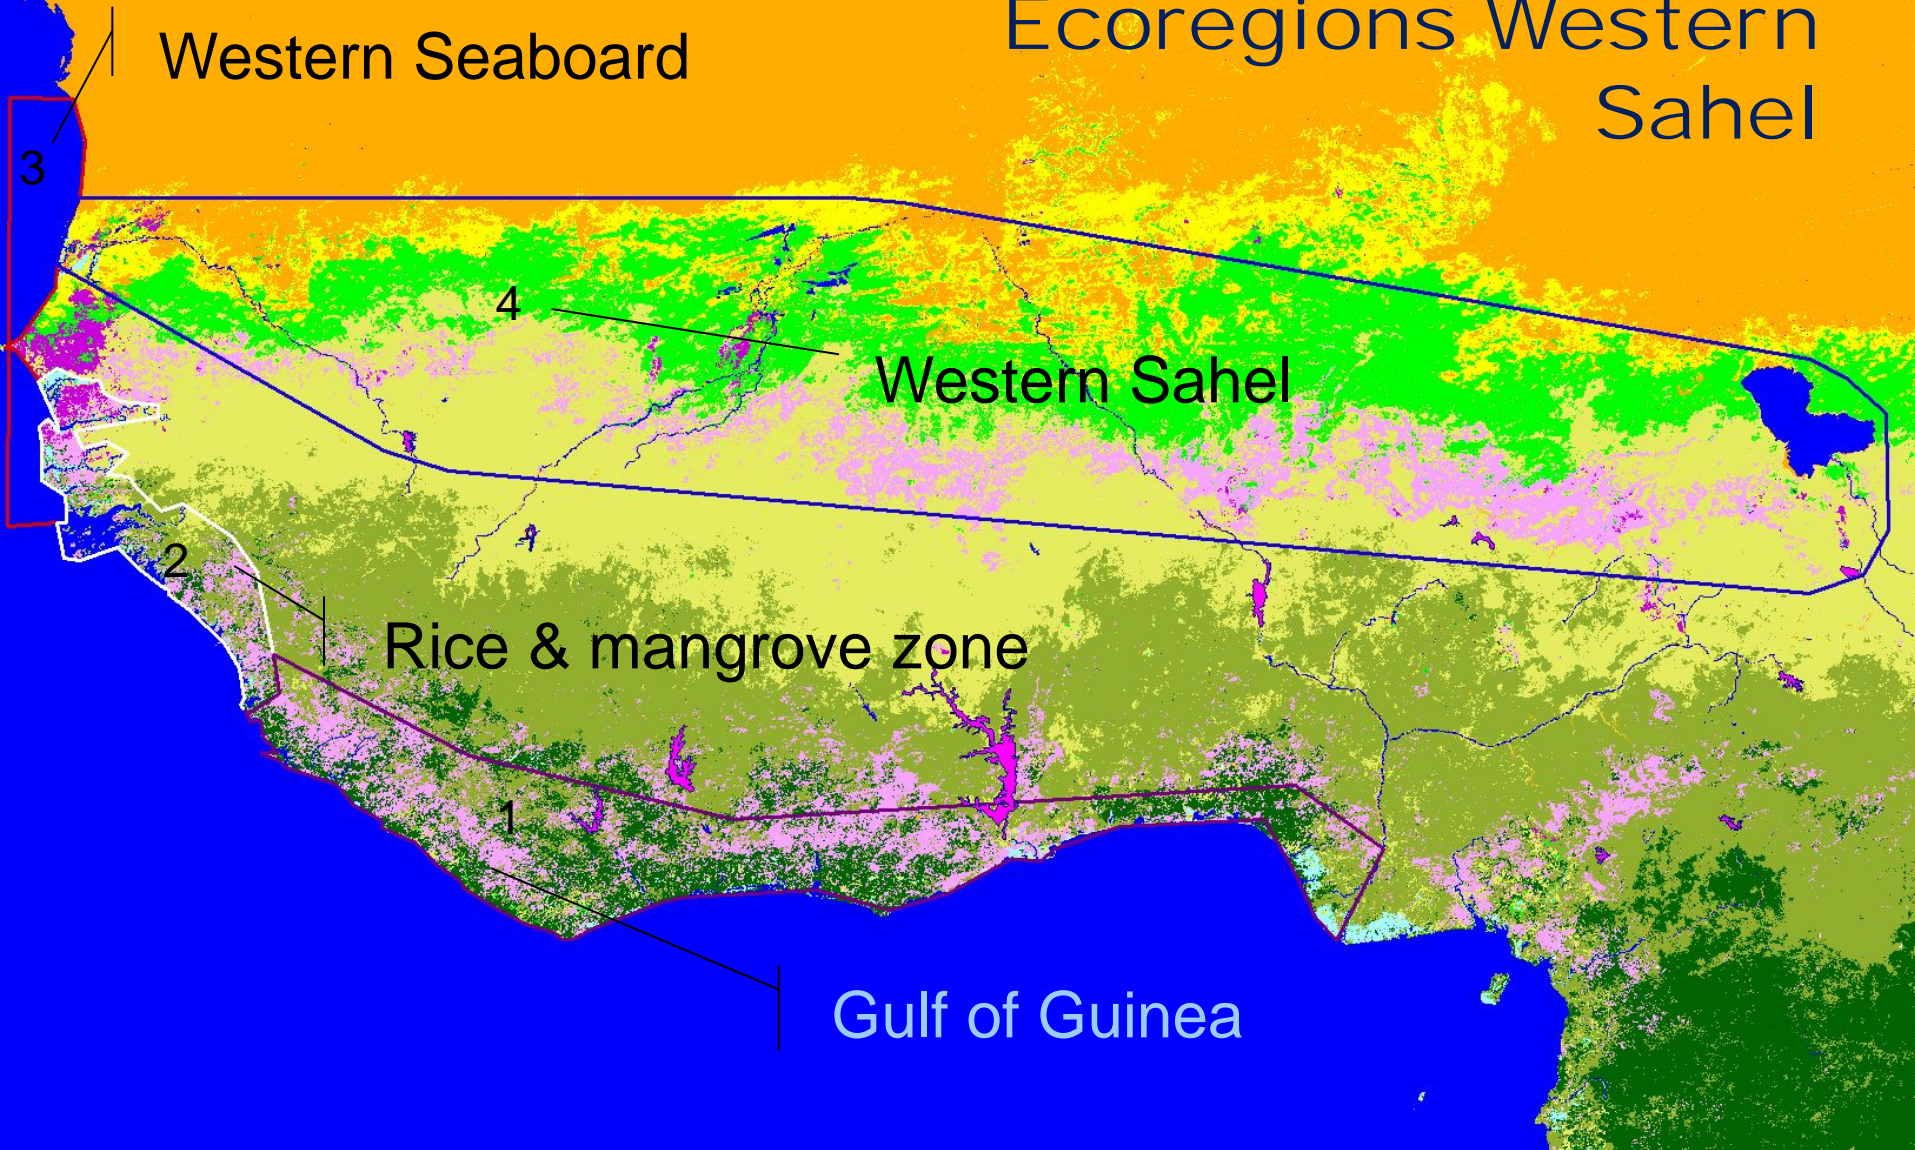 Ecoregions Western
Sahel
Western Seaboard
3
4
Western Sahel
2
Rice & mangrove zone
1
Gulf of Guinea